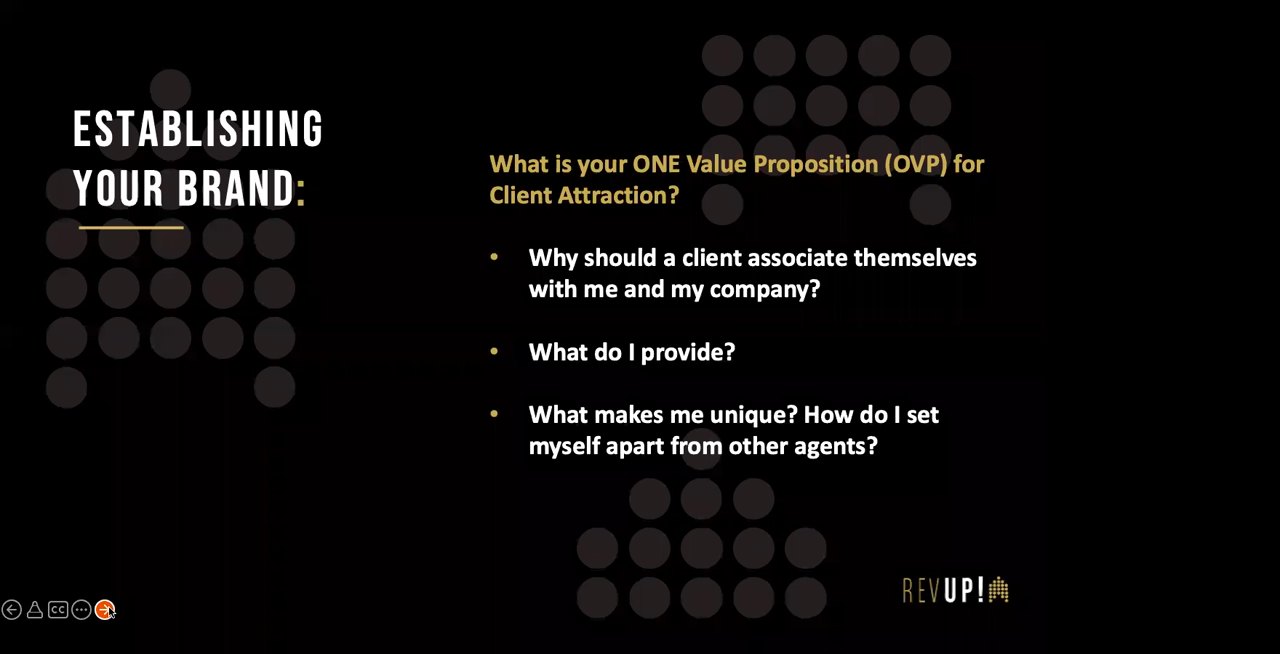 ESTABLISHING
YOUR BRAND:
What is your ONE Value Proposition (OVP) for
Client Attraction?
• Why should a client associate themselves
with me and my company?
• What do I provide?
• What makes me unique? How do I set
myself apart from other agents?
REVUP!
CC